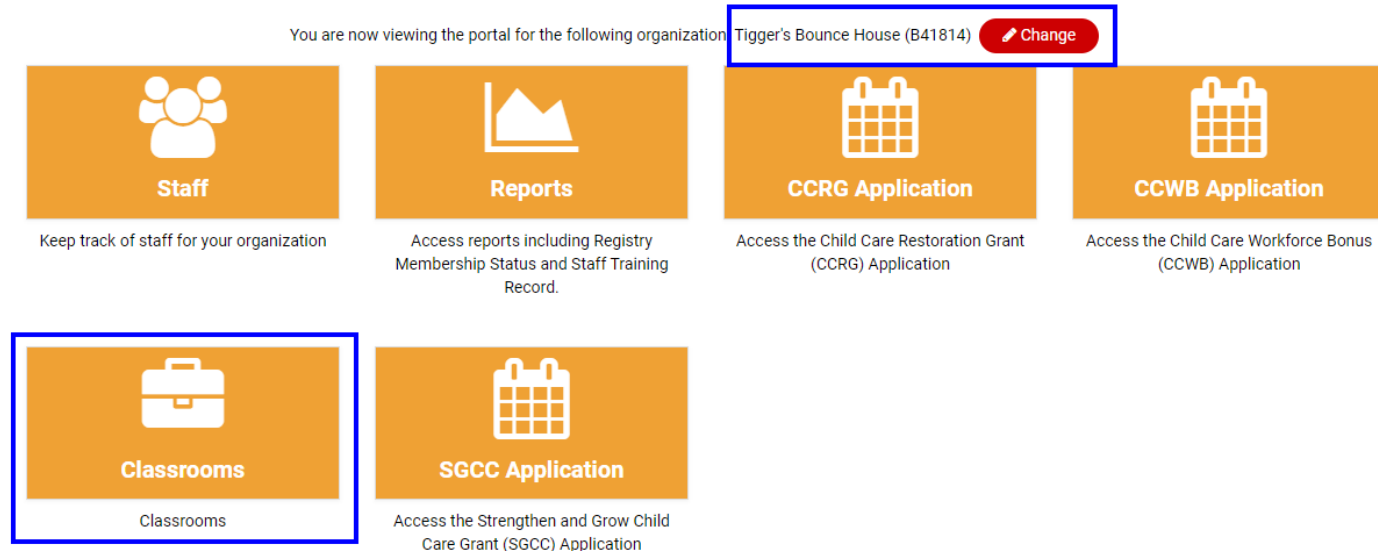 You are now viewing the portal for the following organization Tigger's Bounce House (B41814) Change
Staff
Keep track of staff for your organization
Reports
Access reports including Registry
Membership Status and Staff Training
Record.
CCRG Application
Access the Child Care Restoration Grant
(CCRG) Application
CCWB Application
Access the Child Care Workforce Bonus
(CCWB) Application
Classrooms
Classrooms
SGCC Application
Access the Strengthen and Grow Child
Care Grant (SGCC) Application